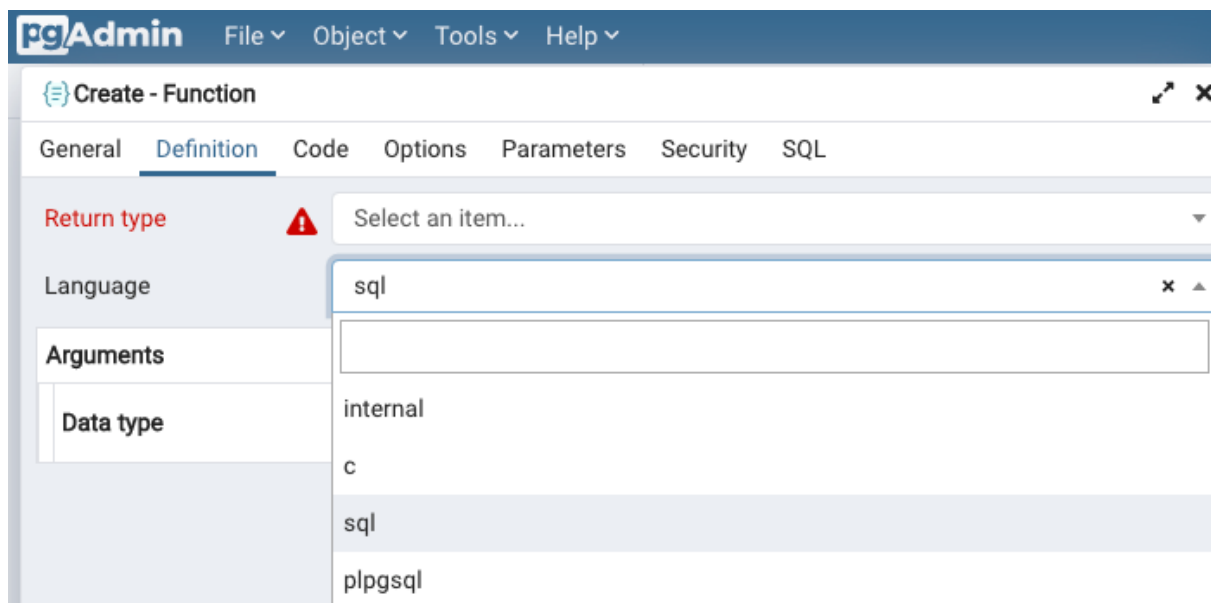 pgAdmin File Object Tools Help
Create - Function
General Definition Code Options Parameters Security SQL
Return type Select an item...
Language sql
Arguments
internal
Data type
c
sql
plpgsql